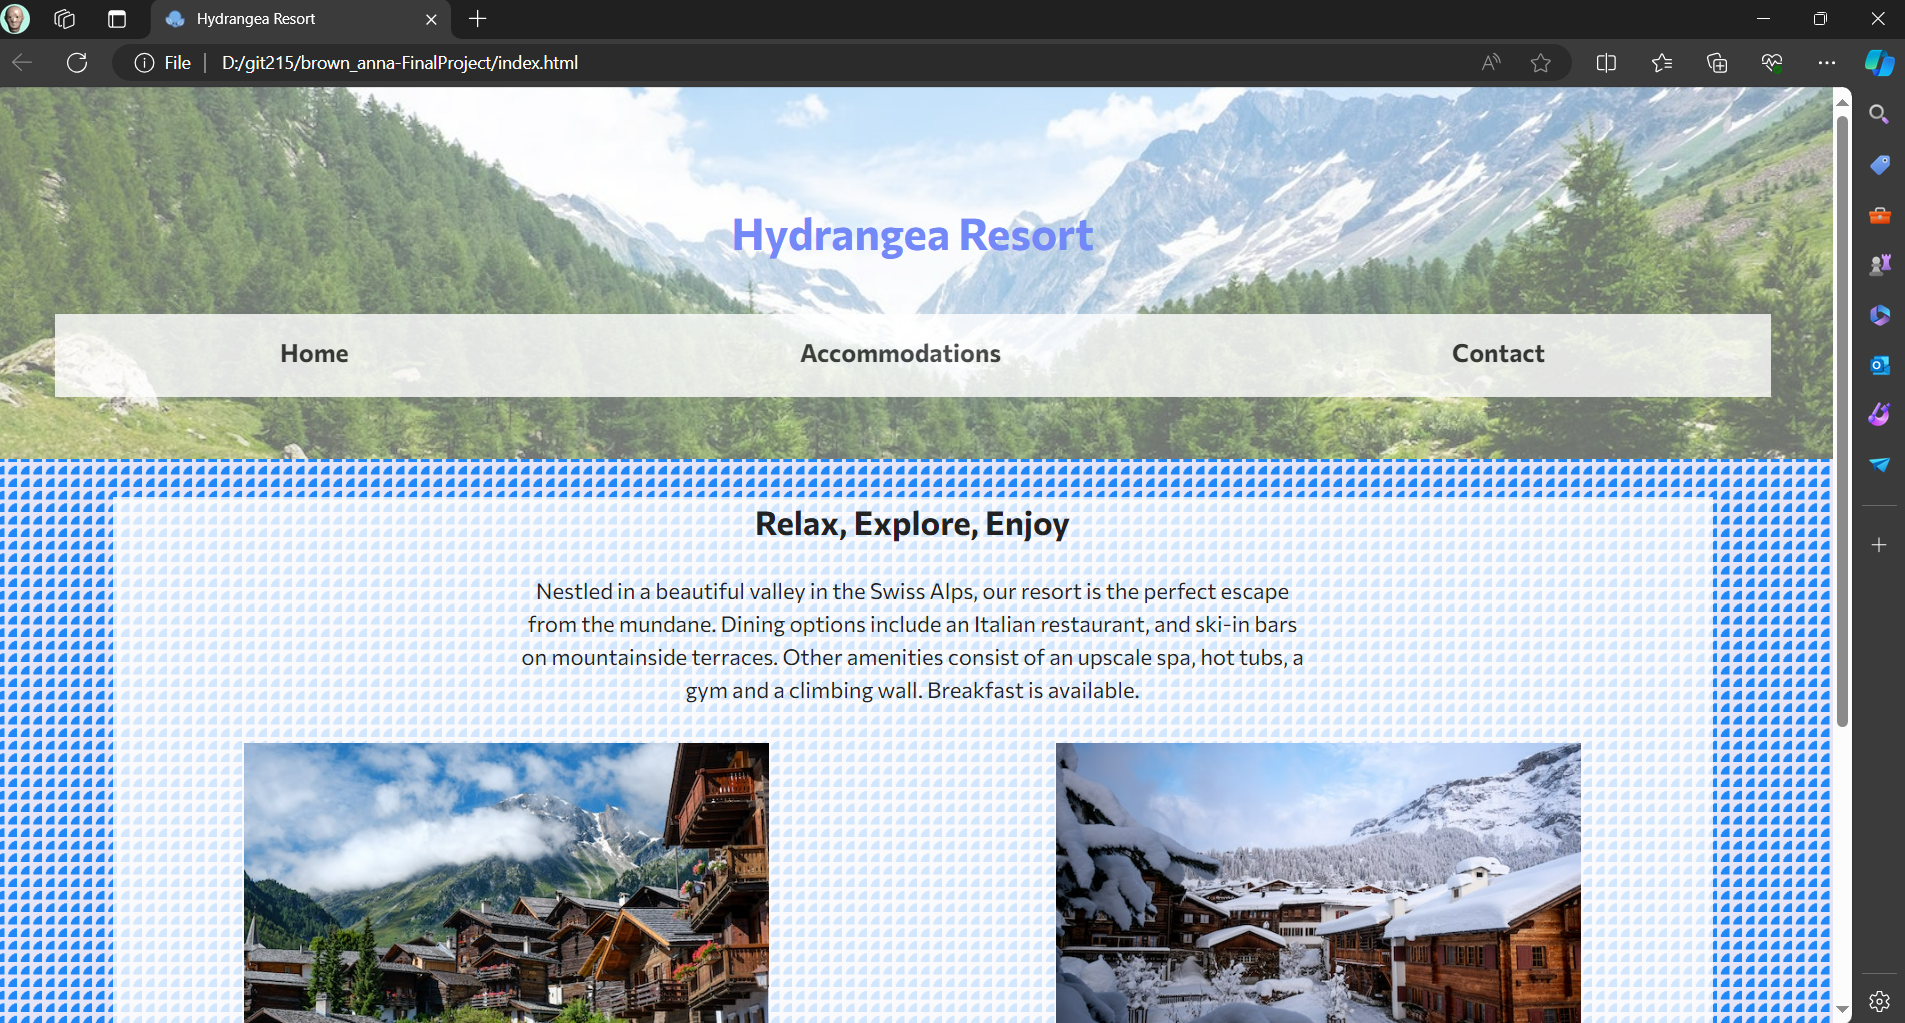 Hydrangea Resort
File D:/git215/brown_anna-FinalProject/index.html
Hydrangea Resort
Home Accommodations Contact
Relax, Explore, Enjoy
Nestled in a beautiful valley in the Swiss Alps, our resort is the perfect escape
from the mundane. Dining options include an Italian restaurant, and ski-in bars
on mountainside terraces. Other amenities consist of an upscale spa, hot tubs, a
gym and a climbing wall. Breakfast is available.